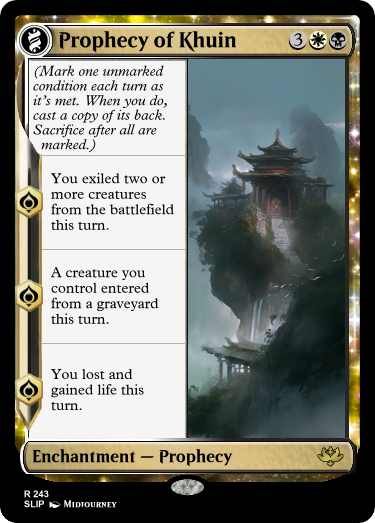 Prophecy of Khuin 3
(Mark one unmarked
condition each turn as
it's met. When you do,
cast a copy of its back.
Sacrifice after all are
marked.)
You exiled two or
more creatures
from the battlefield
this turn.
A creature you
control entered
from a graveyard
this turn.
You lost and
gained life this
turn.
Enchantment — Prophecy
R 243
SLIP Midjourney